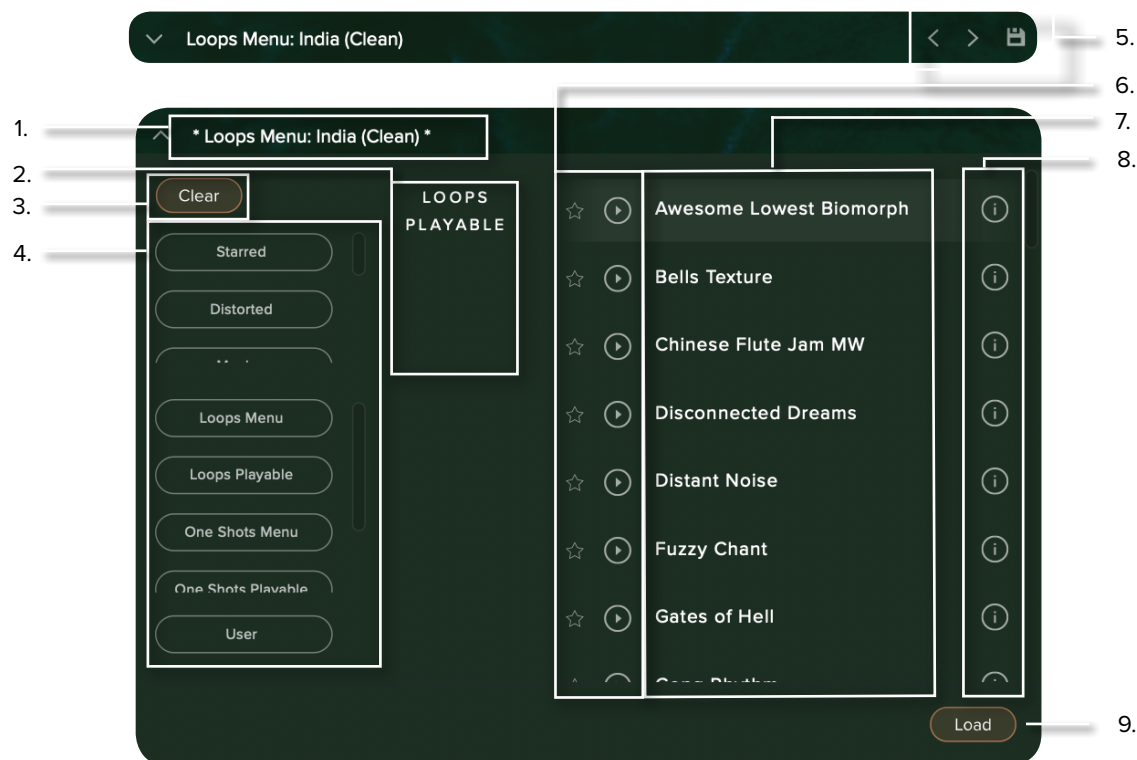 Loops Menu: India (Clean)
5.
6.
1.
* Loops Menu: India (Clean) *
7.
8.
2.
3.
4.
Clear
Starred
Distorted
Loops Menu
Loops Playable
One Shots Menu
One Shots Playable
User
LOOPS
PLAYABLE
Awesome Lowest Biomorph
Bells Texture
Chinese Flute Jam MW
Disconnected Dreams
Distant Noise
Fuzzy Chant
Gates of Hell
Load
9.